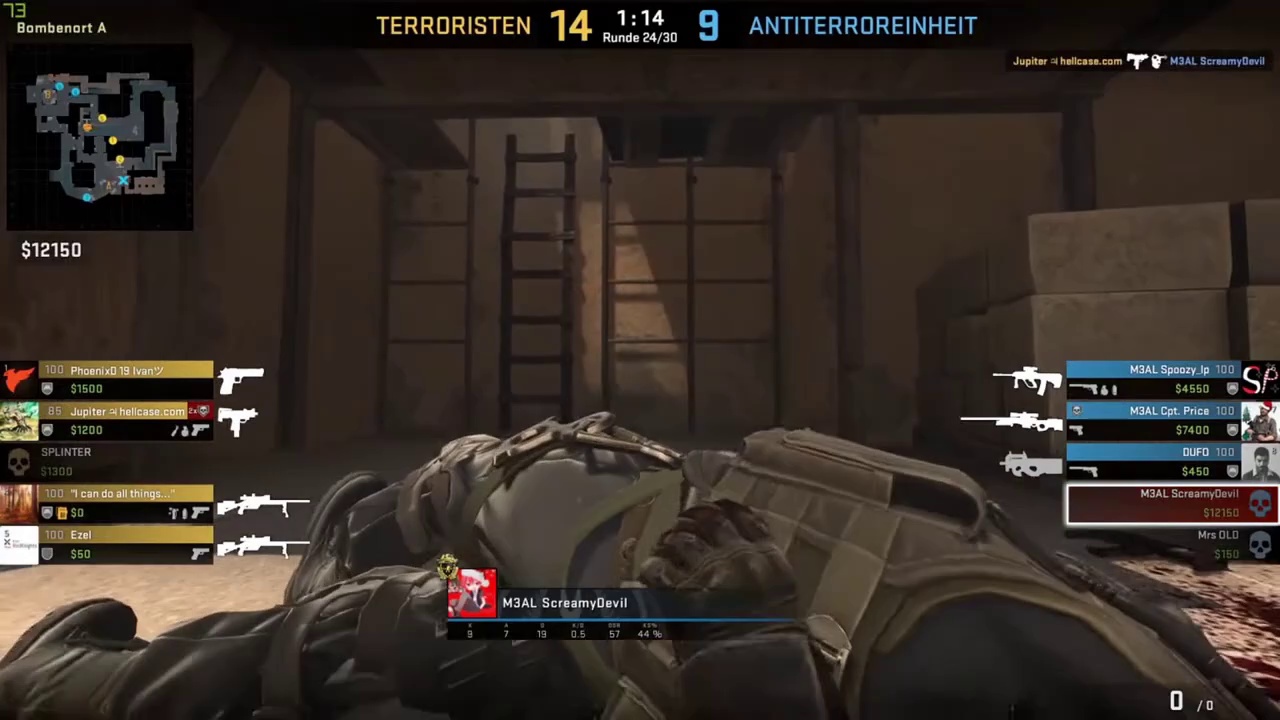 73
Bombenort A
TERRORISTEN 14 1:14 9 ANTITERROREINHEIT
Runde 24/30
Jupiter ♃ hellcase.com M3AL ScreamyDevil
$12150
100 PhoenixD 19 Ivanツ
$1500
85 Jupiter ♃ hellcase.com 2x
$1200
SPLINTER
$1300
100 "I can do all things..."
$0
100 Ezel
$50
M3AL Spoozy_lp 100
$4550
M3AL Cpt. Price 100
$7400
DUFO 100
$450
M3AL ScreamyDevil
$12150
Mrs OLD
$150
M3AL ScreamyDevil
K A D K/D
9 7 19 0.5 57 44 %
0 / 0